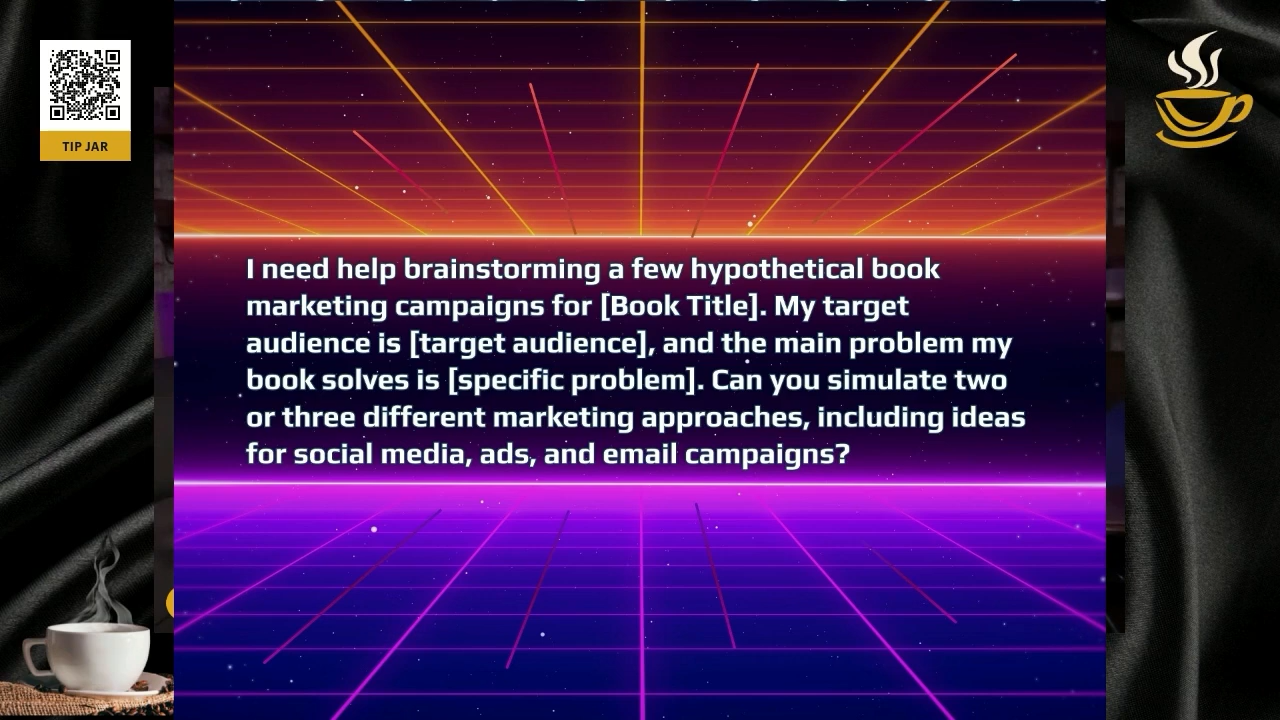 TIP JAR
I need help brainstorming a few hypothetical book
marketing campaigns for [Book Title]. My target
audience is [target audience], and the main problem my
book solves is [specific problem]. Can you simulate two
or three different marketing approaches, including ideas
for social media, ads, and email campaigns?